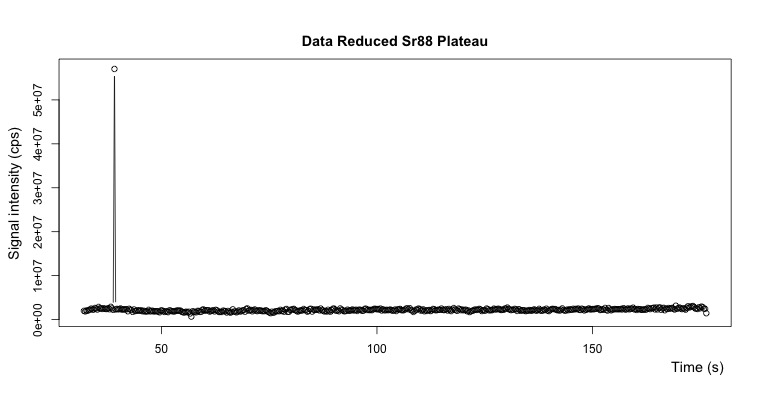 Data Reduced Sr88 Plateau
Signal intensity (cps)
5e+07
4e+07
3e+07
2e+07
1e+07
0e+00
50 100 150
Time (s)